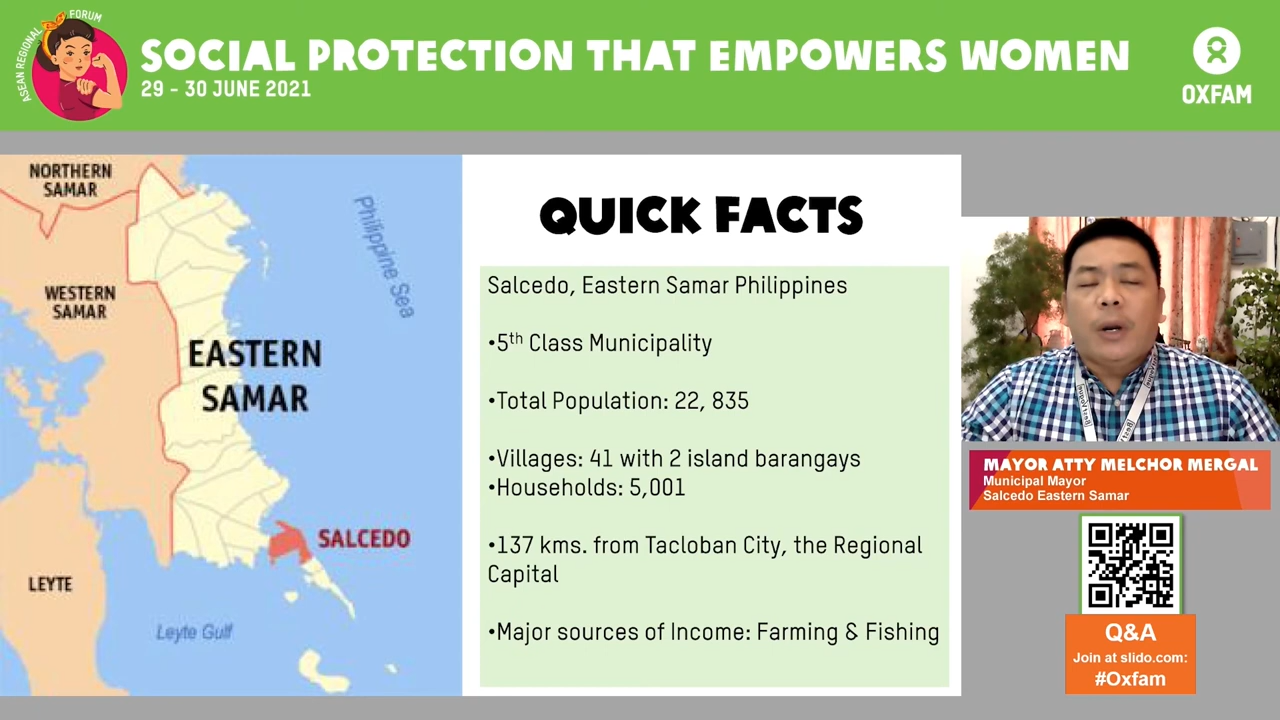 ASEAN REGIONAL FORUM
SOCIAL PROTECTION THAT EMPOWERS WOMEN
29 - 30 JUNE 2021
OXFAM
NORTHERN
SAMAR
WESTERN
SAMAR
Philippine Sea
EASTERN
SAMAR
SALCEDO
LEYTE
Leyte Gulf
QUICK FACTS
Salcedo, Eastern Samar Philippines
•5th Class Municipality
•Total Population: 22, 835
•Villages: 41 with 2 island barangays
•Households: 5,001
•137 kms. from Tacloban City, the Regional
Capital
•Major sources of Income: Farming & Fishing
MAYOR ATTY MELCHOR MERGAL
Municipal Mayor
Salcedo Eastern Samar
Q&A
Join at slido.com:
#Oxfam